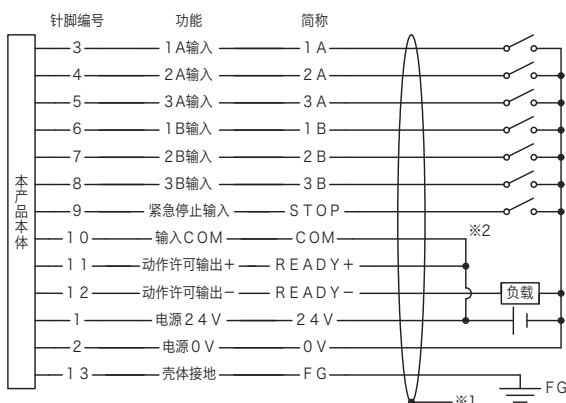 针脚编号 功能 简称
3 1A输入 1A
4 2A输入 2A
5 3A输入 3A
6 1B输入 1B
7 2B输入 2B
8 3B输入 3B
9 紧急停止输入 STOP
10 输入COM COM
※2
11 动作许可输出+ READY+
12 动作许可输出- READY-
负载
1 电源24V 24V
2 电源0V 0V
13 壳体接地 FG
FG
※1
本产品本体